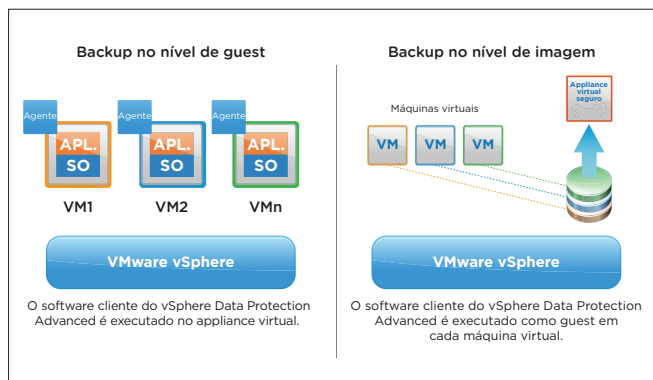 Backup no nível de guest
Agente
Agente
Agente
APL.
SO
APL.
SO
APL.
SO
VM1
VM2
VMn
VMware vSphere
O software cliente do vSphere Data Protection
Advanced é executado no appliance virtual.
Backup no nível de imagem
Appliance
virtual
seguro
Máquinas virtuais
VM
VM
VM
VMware vSphere
O software cliente do vSphere Data Protection
Advanced é executado como guest em
cada máquina virtual.